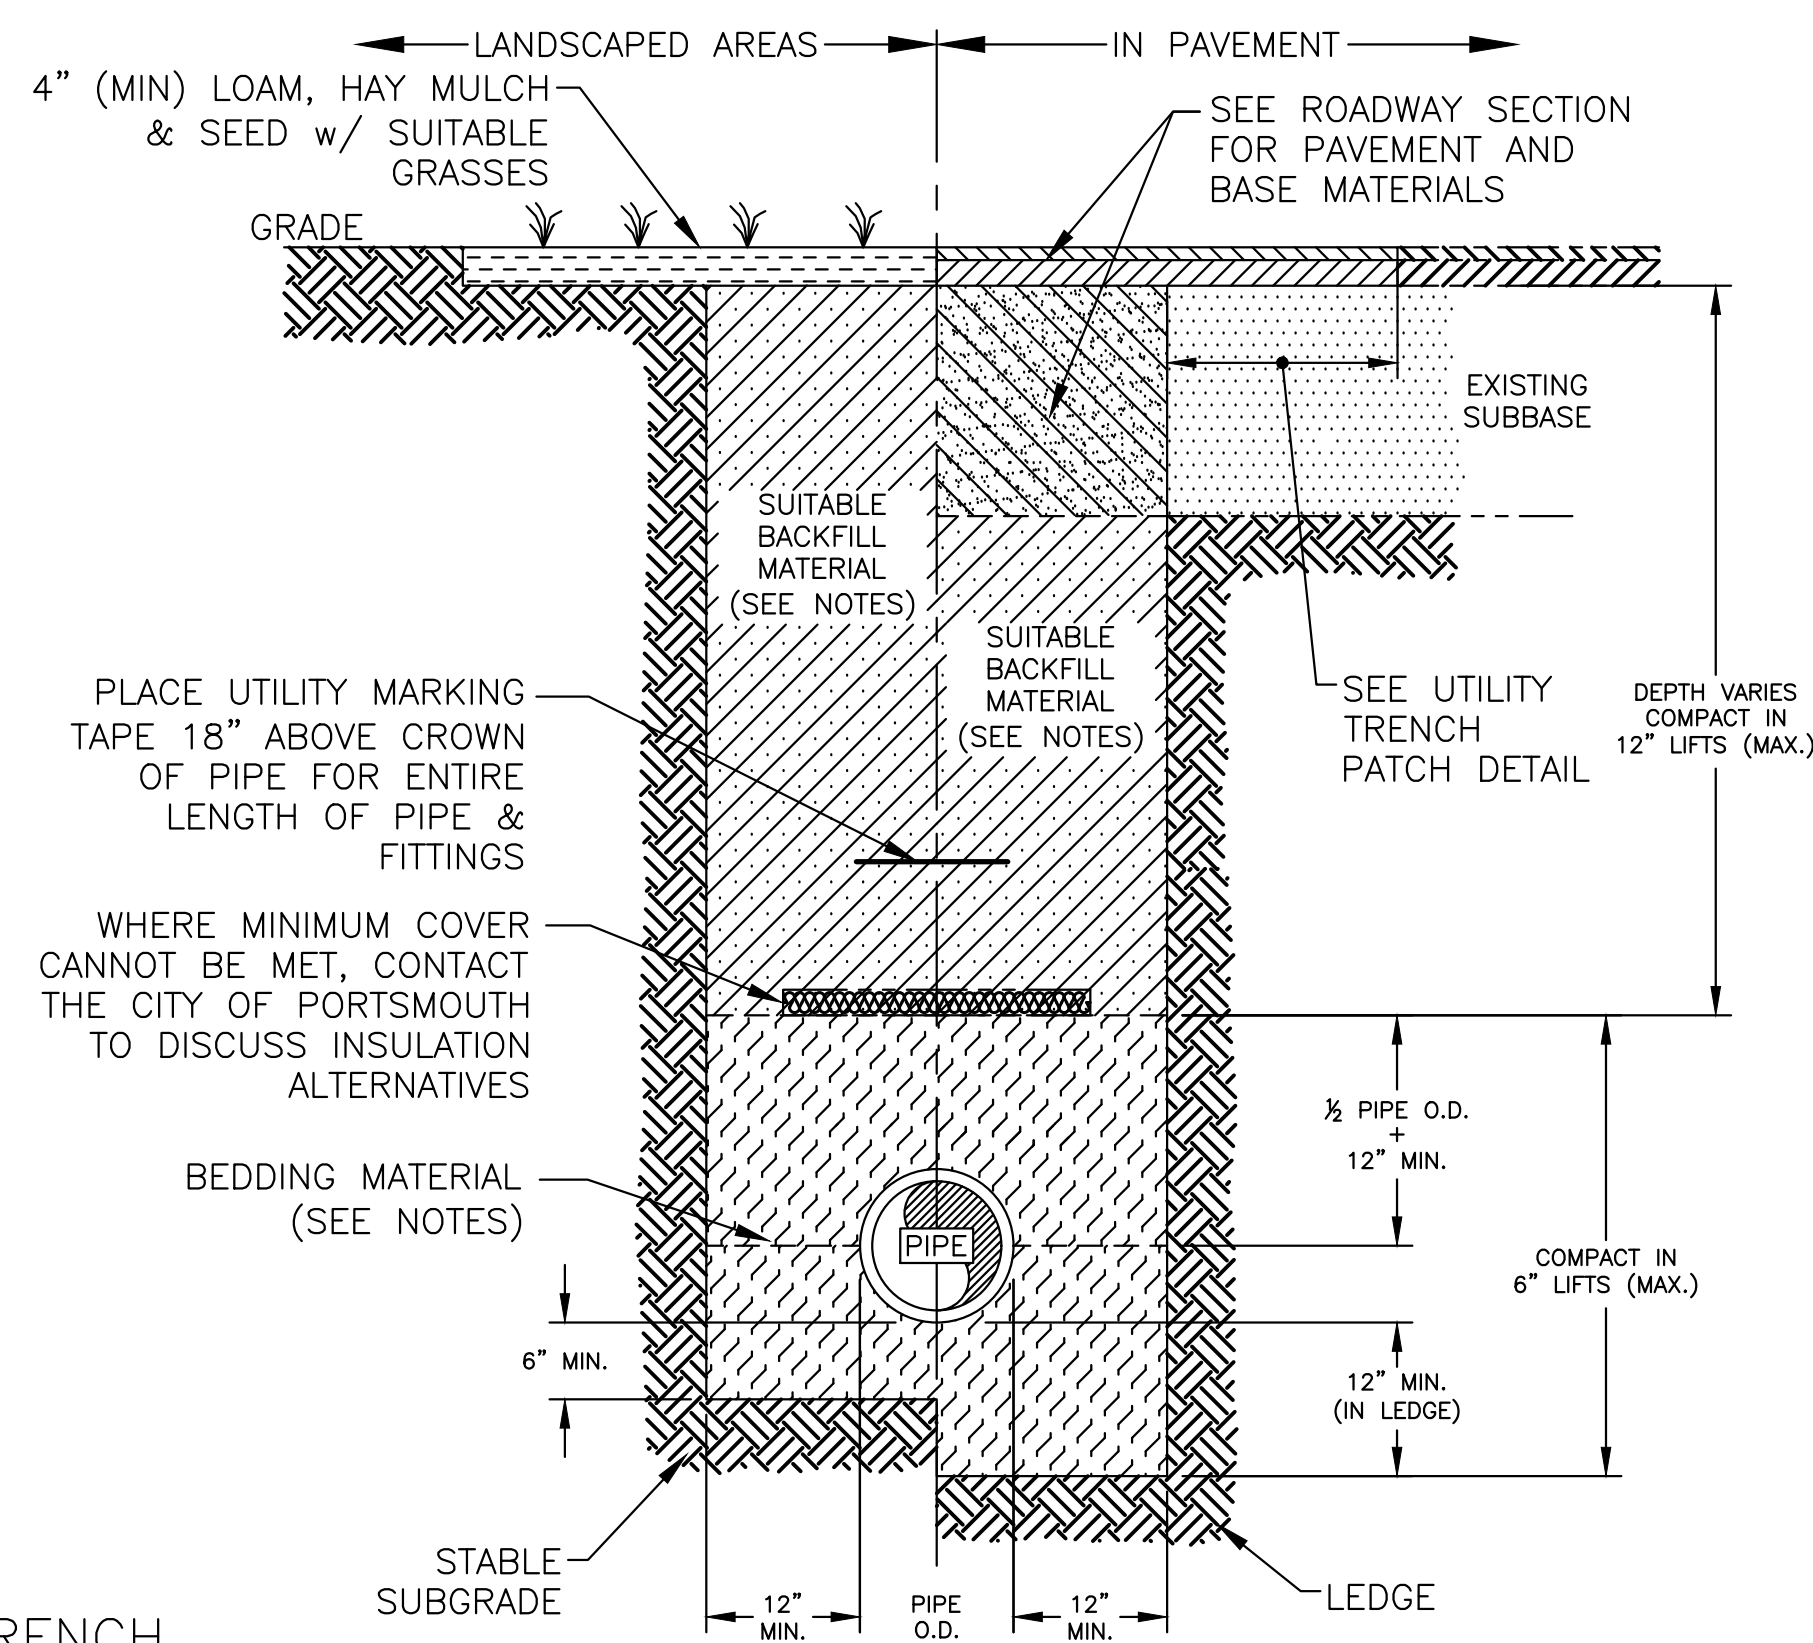 LANDSCAPED AREAS
IN PAVEMENT
4” (MIN) LOAM, HAY MULCH
& SEED w/ SUITABLE
GRASSES
SEE ROADWAY SECTION
FOR PAVEMENT AND
BASE MATERIALS
GRADE
EXISTING
SUBBASE
SUITABLE
BACKFILL
MATERIAL
(SEE NOTES)
SUITABLE
BACKFILL
MATERIAL
(SEE NOTES)
PLACE UTILITY MARKING
TAPE 18” ABOVE CROWN
OF PIPE FOR ENTIRE
LENGTH OF PIPE &
FITTINGS
SEE UTILITY
TRENCH
PATCH DETAIL
DEPTH VARIES
COMPACT IN
12” LIFTS (MAX.)
WHERE MINIMUM COVER
CANNOT BE MET, CONTACT
THE CITY OF PORTSMOUTH
TO DISCUSS INSULATION
ALTERNATIVES
½ PIPE O.D.
+
12” MIN.
BEDDING MATERIAL
(SEE NOTES)
PIPE
COMPACT IN
6” LIFTS (MAX.)
6” MIN.
12” MIN.
(IN LEDGE)
STABLE
SUBGRADE
LEDGE
12”
MIN.
PIPE
O.D.
12”
MIN.